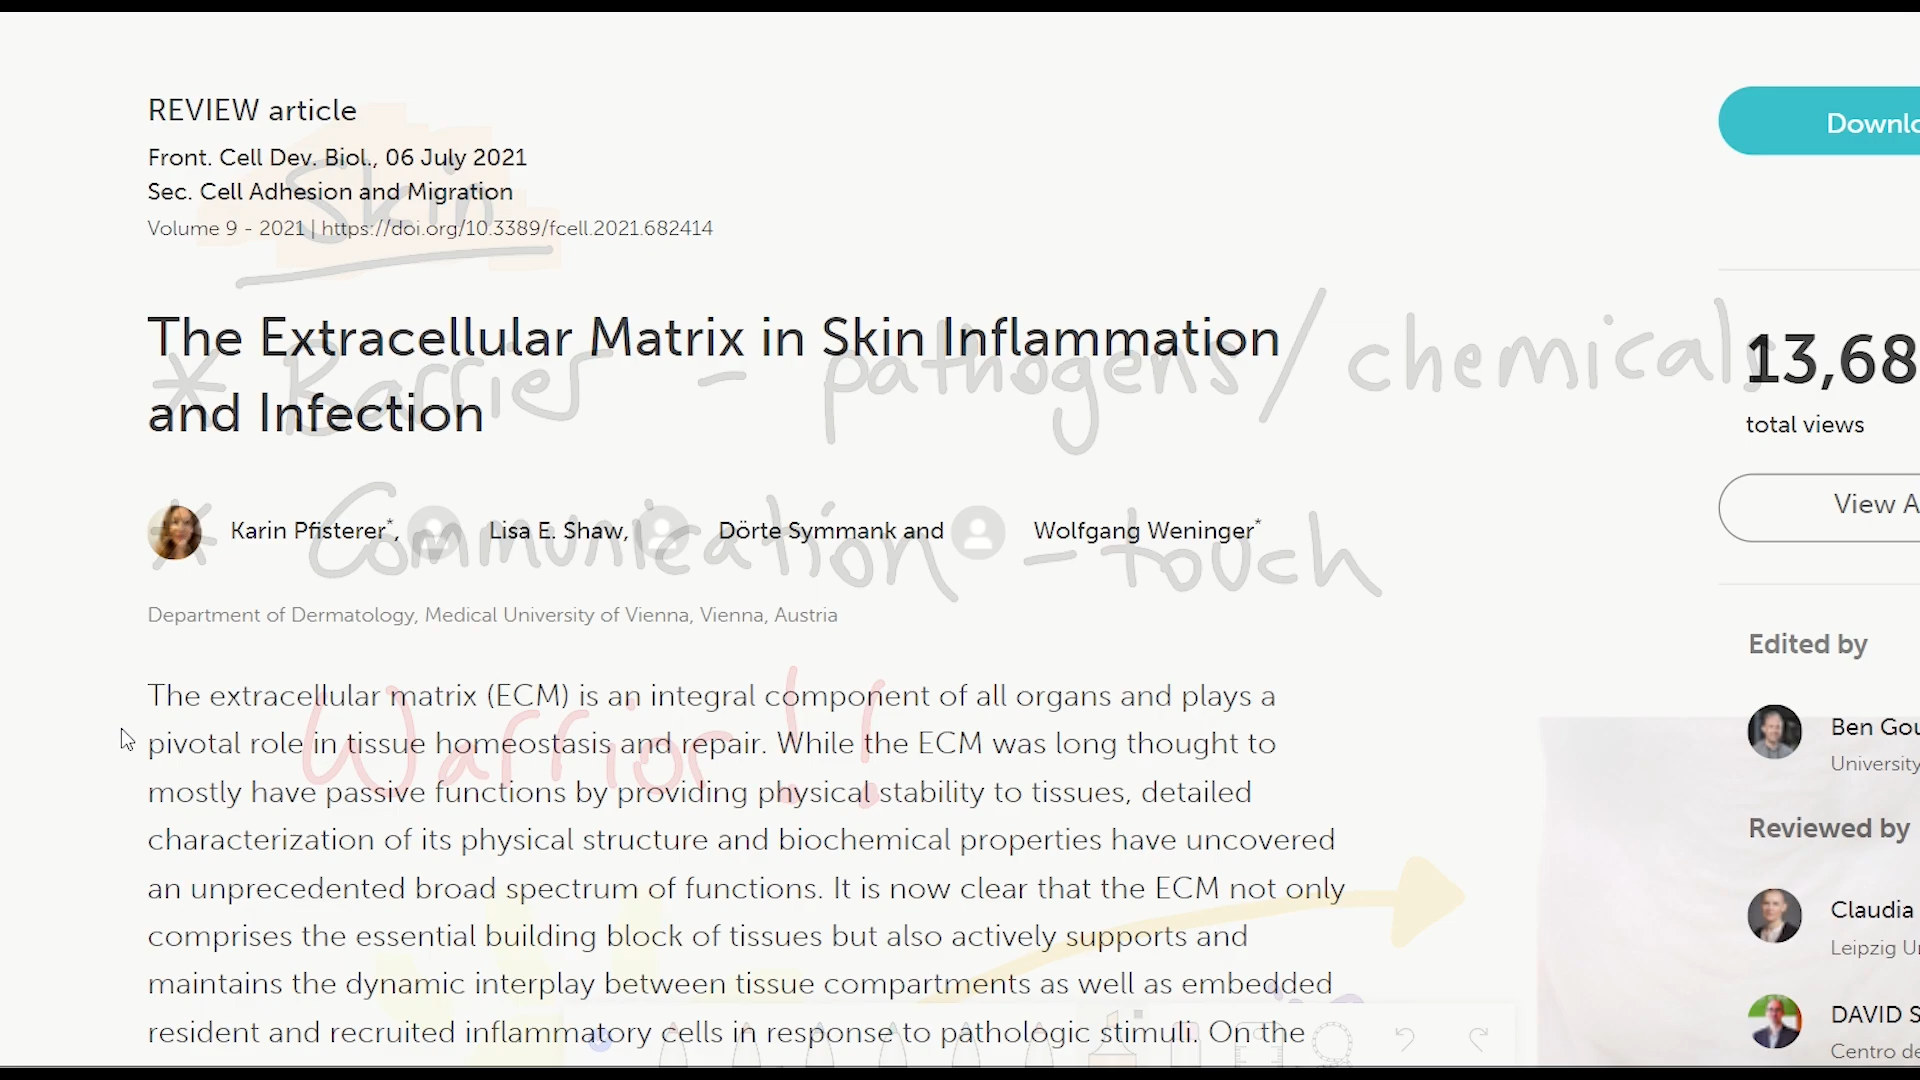 REVIEW article
Downlo
Front. Cell Dev. Biol., 06 July 2021
Sec. Cell Adhesion and Migration
Volume 9 - 2021 | https://doi.org/10.3389/fcell.2021.682414
Skin
The Extracellular Matrix in Skin Inflammation
and Infection
13,68
total views
* Barrier - pathogens/chemicals
View A
Karin Pfisterer*, Lisa E. Shaw, Dörte Symmank and Wolfgang Weninger*
* Communication - touch
Department of Dermatology, Medical University of Vienna, Vienna, Austria
Edited by
Ben Gou
University
Warrior!!
The extracellular matrix (ECM) is an integral component of all organs and plays a
pivotal role in tissue homeostasis and repair. While the ECM was long thought to
mostly have passive functions by providing physical stability to tissues, detailed
characterization of its physical structure and biochemical properties have uncovered
an unprecedented broad spectrum of functions. It is now clear that the ECM not only
comprises the essential building block of tissues but also actively supports and
maintains the dynamic interplay between tissue compartments as well as embedded
resident and recruited inflammatory cells in response to pathologic stimuli. On the
Reviewed by
Claudia
Leipzig Un
DAVID S
Centro de